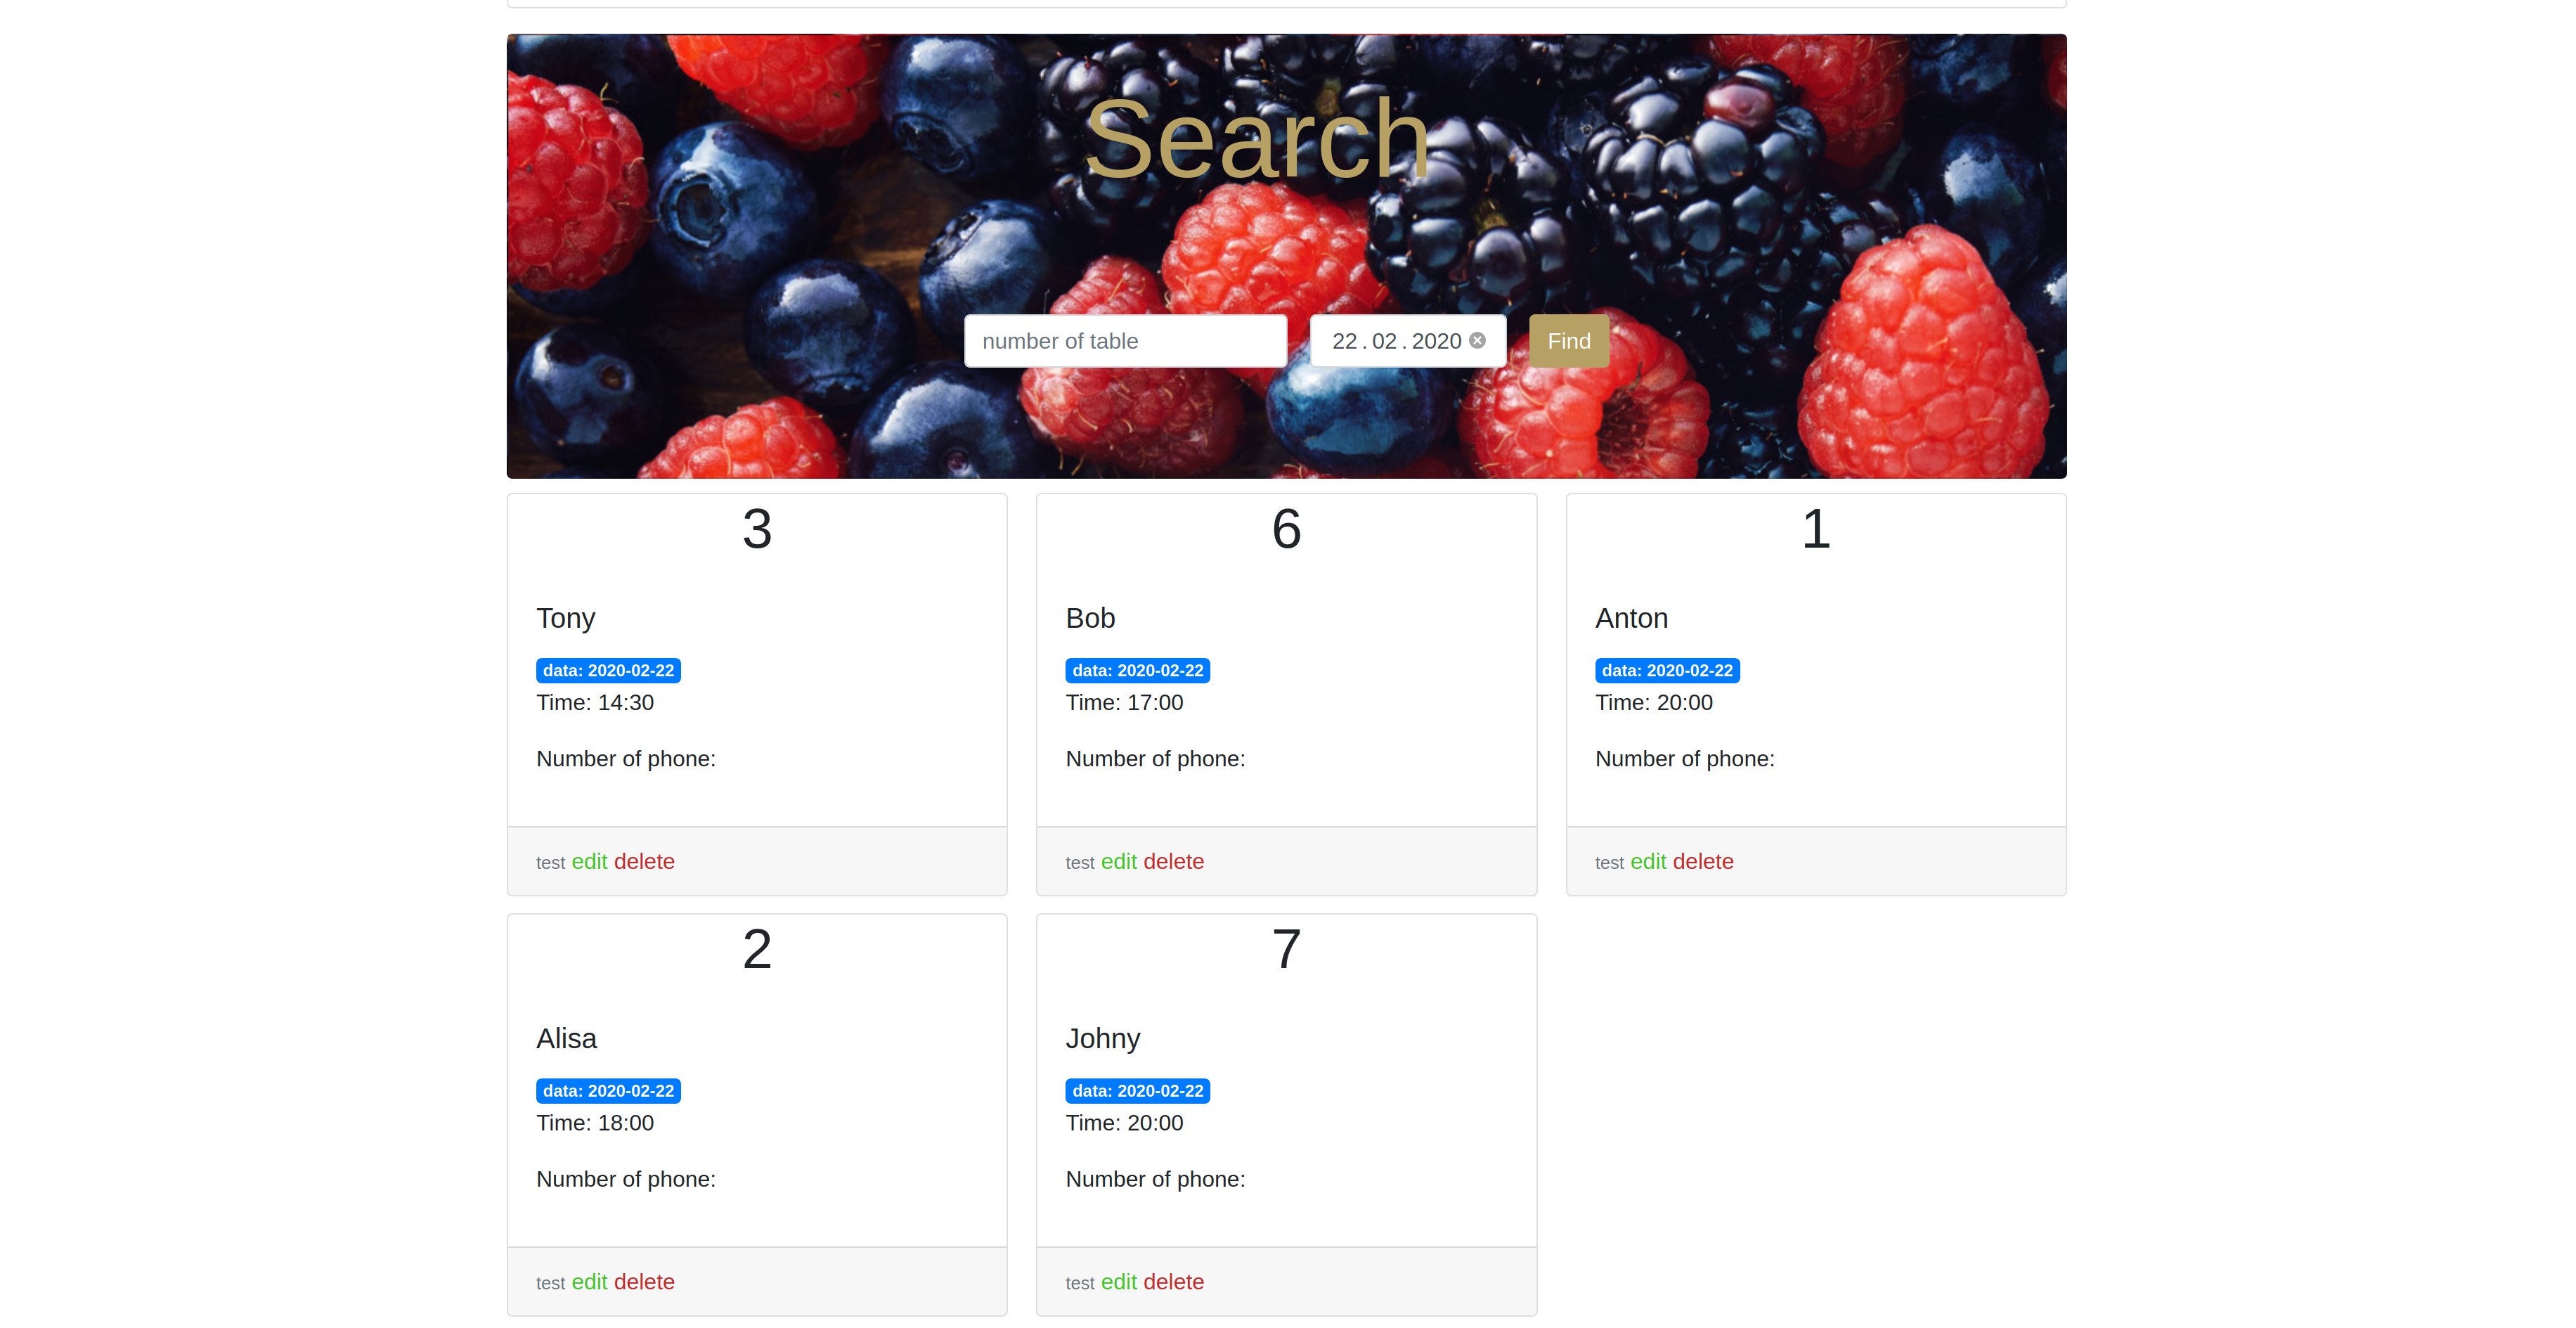 Search
number of table
22.02.2020
Find
3
Tony
data: 2020-02-22
Time: 14:30
Number of phone:
test edit delete
6
Bob
data: 2020-02-22
Time: 17:00
Number of phone:
test edit delete
1
Anton
data: 2020-02-22
Time: 20:00
Number of phone:
test edit delete
2
Alisa
data: 2020-02-22
Time: 18:00
Number of phone:
test edit delete
7
Johny
data: 2020-02-22
Time: 20:00
Number of phone:
test edit delete